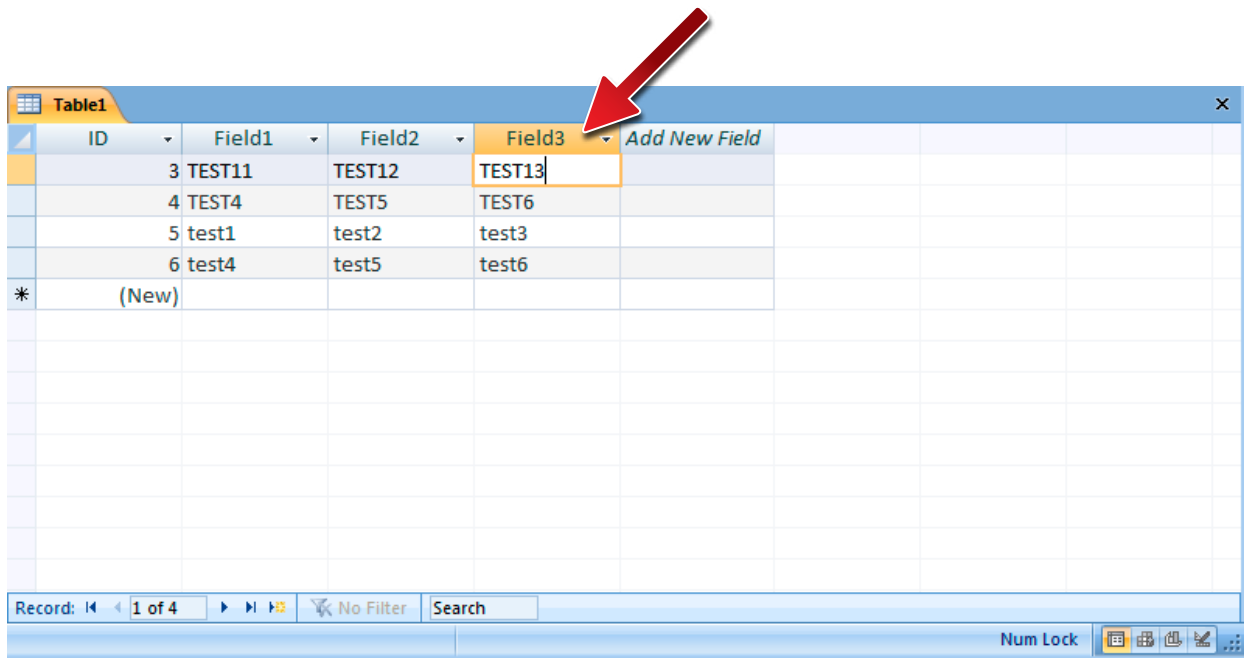 Table1
ID Field1 Field2 Field3 Add New Field
3 TEST11 TEST12 TEST13
4 TEST4 TEST5 TEST6
5 test1 test2 test3
6 test4 test5 test6
(New)
Record: 1 of 4 No Filter Search
Num Lock